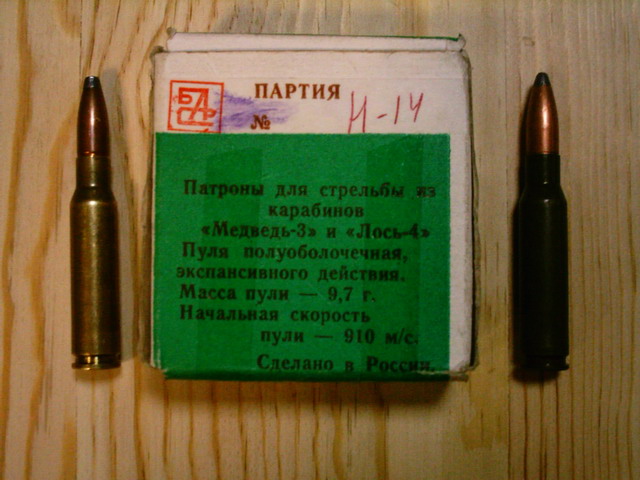 ПАРТИЯ
№ Н-14
Патроны для стрельбы из
карабинов
«Медведь-3» и «Лось-4»
Пуля полуоболочечная,
экспансивного действия.
Масса пули — 9,7 г.
Начальная скорость
пули — 910 м/с.
Сделано в России.